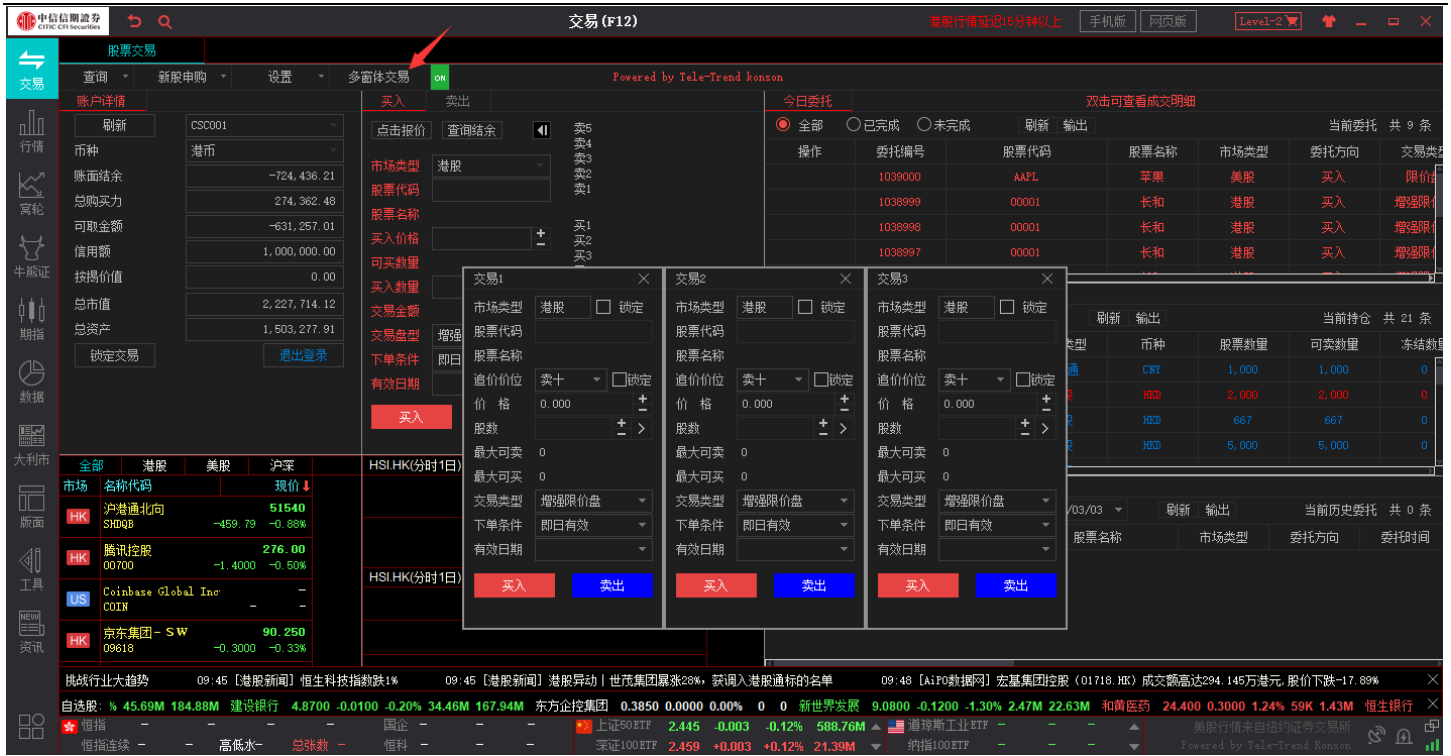 中信信期證券 交易(F12) 港股行情延迟15分钟以上 手机版 网页版 Level-2
CITIC CFI Securities
股票交易
交易 查询 新股申购 设置 多窗体交易 ON Powered by Tele-Trend konson
账户详情 买入 卖出 今日委托 双击可查看成交明细
刷新 CSC001 点击报价 查询结余 卖5 全部 已完成 未完成 刷新 输出 当前委托 共 9 条
行情 币种 港币 卖4 操作 委托编号 股票代码 股票名称 市场类型 委托方向 交易类型
账面结余 -724,436.21 市场类型 港股 卖3 1039000 AAPL 苹果 美股 买入 限价
卖2
窝轮 总购买力 274,362.48 股票代码 卖1 1038999 00001 长和 港股 买入 增强限
可取金额 -631,257.01 股票名称 买1 1038998 00001 长和 港股 买入 增强限
牛熊证 信用额 1,000,000.00 买入价格 买2 1038997 00001 长和 港股 买入 增强限
买3
按揭价值 0.00 可买数量
总市值 2,227,714.12 买入数量
期指 总资产 1,503,277.91 交易金额
锁定交易 退出登录 交易盘型 增强
下单条件 即日
有效日期
买入
交易1 交易2 交易3
市场类型 港股 锁定 市场类型 港股 锁定 市场类型 港股 锁定
股票代码 股票代码 股票代码
股票名称 股票名称 股票名称
追价价位 卖十 锁定 追价价位 卖十 锁定 追价价位 卖十 锁定
价 格 0.000 价 格 0.000 价 格 0.000
股数 股数 股数
最大可卖 0 最大可卖 0 最大可卖 0
最大可买 0 最大可买 0 最大可买 0
交易类型 增强限价盘 交易类型 增强限价盘 交易类型 增强限价盘
下单条件 即日有效 下单条件 即日有效 下单条件 即日有效
有效日期 有效日期 有效日期
买入 卖出 买入 卖出 买入 卖出
刷新 输出 当前持仓 共 21 条
类型 币种 股票数量 可卖数量 冻结数
通 CNY 1,000 1,000 0
HKD 2,000 2,000 0
HKD 667 667 0
HKD 5,000 5,000 0
/03/03 刷新 输出 当前历史委托 共 0 条
股票名称 市场类型 委托方向 委托时间
数据
大利市
版面
工具
资讯
全部 港股 美股 沪深 HSI.HK(分时1日)
市场 名称代码 现价
HK 沪港通北向 51540
SHDQB -459.79 -0.88%
HK 腾讯控股 276.00
00700 -1.4000 -0.50%
HSI.HK(分时1日)
US Coinbase Global Inc –
COIN – –
HK 京东集团-SW 90.250
09618 -0.3000 -0.33%
挑战行业大趋势 09:45 [港股新闻] 恒生科技指数跌1% 09:45 [港股新闻] 港股异动|世茂集团暴涨28%,获调入港股通标的名单 09:48 [AiPO数据网] 宏基集团控股 (01718.HK) 成交额高达294.145万港元,股价下跌-17.89%
自选股: % 45.69M 184.88M 建设银行 4.8700 -0.0100 -0.20% 34.46M 167.94M 东方企控集团 0.3850 0.0000 0.00% 0 0 新世界发展 9.0800 -0.1200 -1.30% 2.47M 22.63M 和黄医药 24.400 0.3000 1.24% 59K 1.43M 恒生银行
恒指 – – – 国企 – – – 上证50ETF 2.445 -0.003 -0.12% 588.76M 道琼斯工业ETF – – – 美股行情来自纽约证券交易所
恒指连续 – – 高低水– 总张数 – 恒科 – – – 深证100ETF 2.459 +0.003 +0.12% 21.39M 纳指100ETF – – – Powered by Tele-Trend Konson